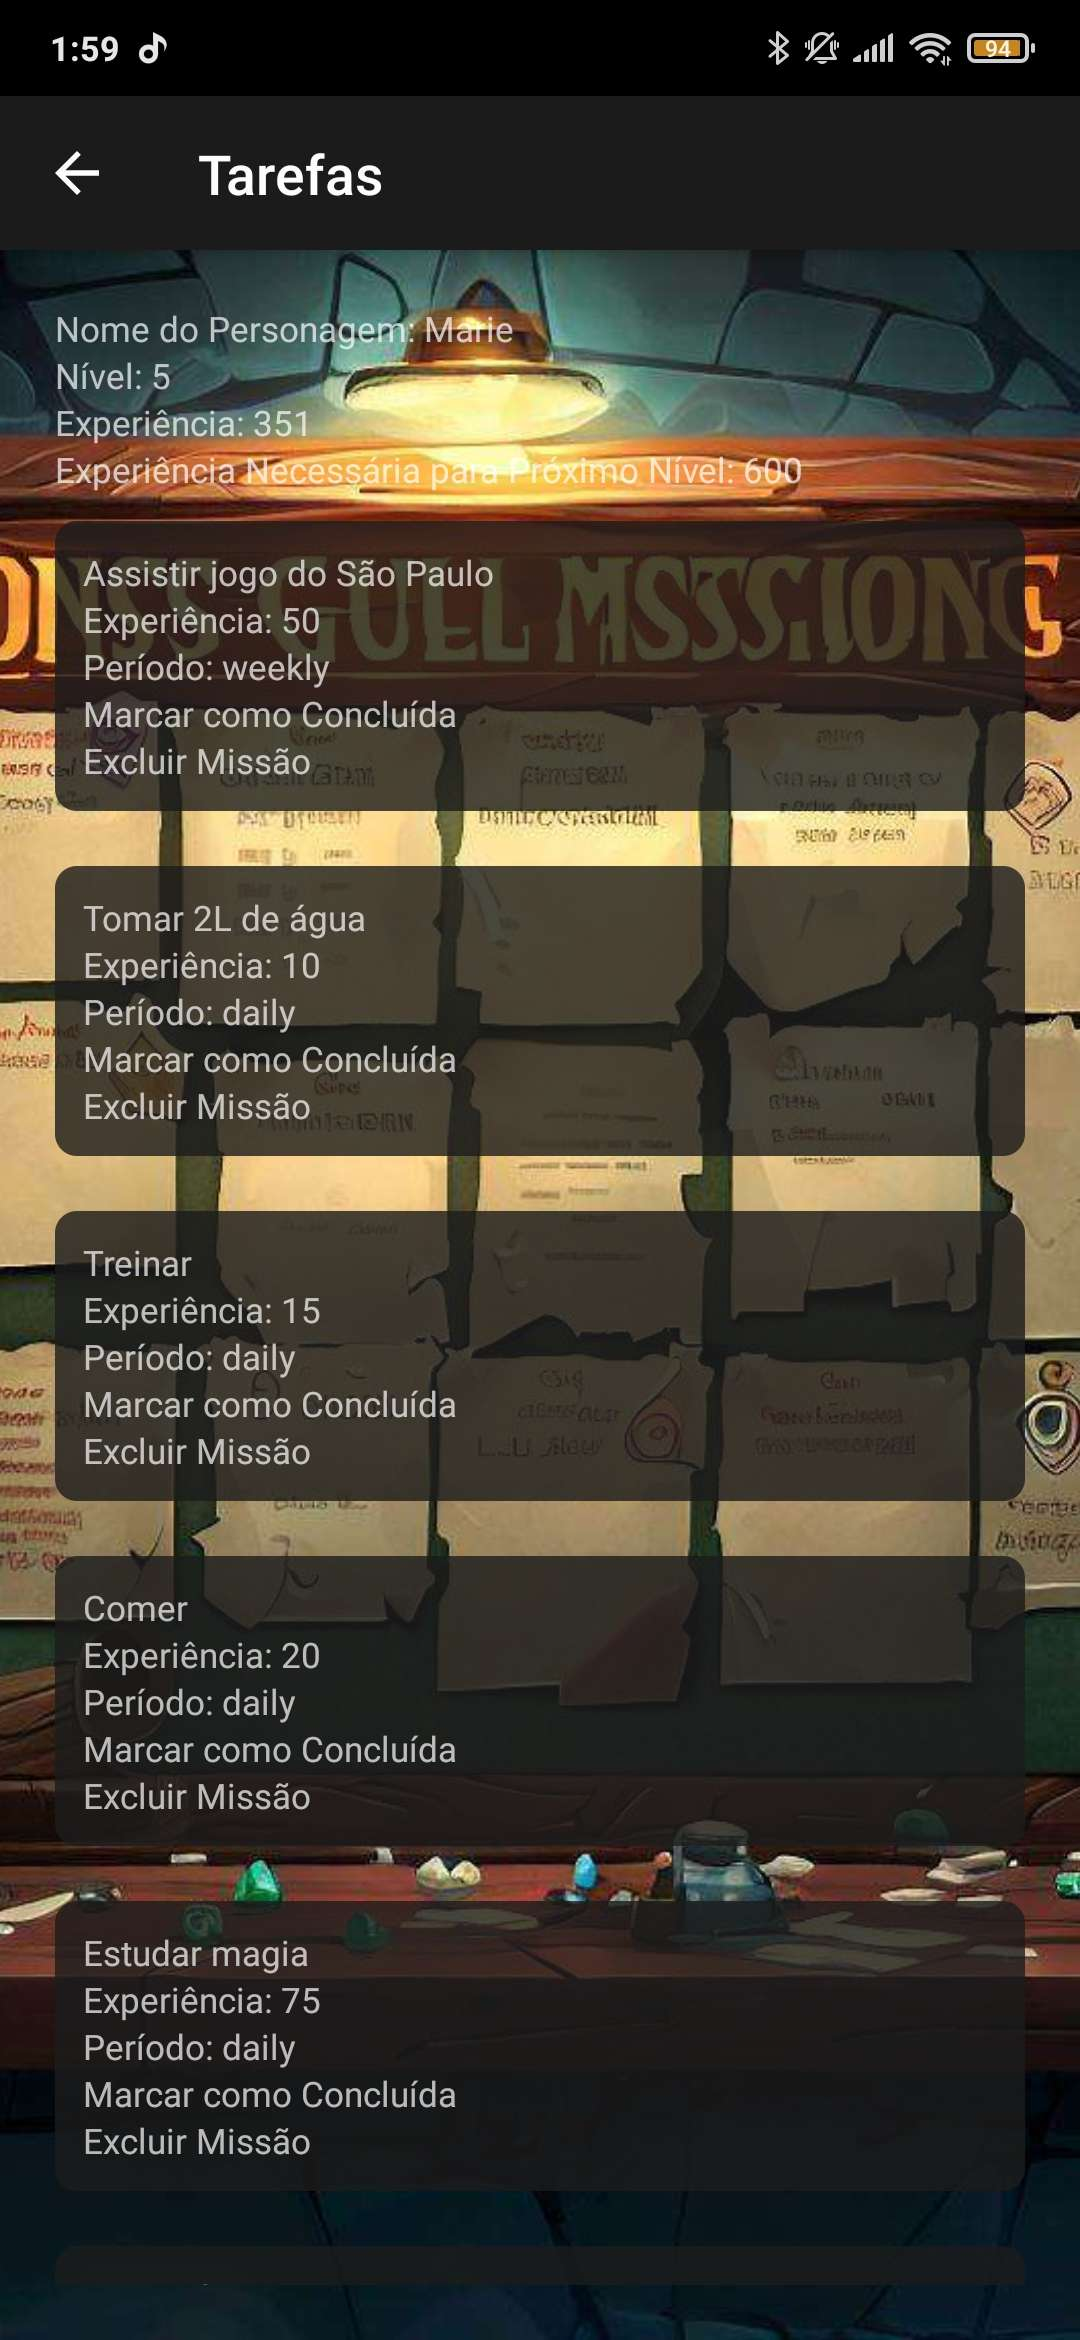 1:59
94
Tarefas
Nome do Personagem: Marie
Nível: 5
Experiência: 351
Experiência Necessária para Próximo Nível: 600
Assistir jogo do São Paulo
Experiência: 50
Período: weekly
Marcar como Concluída
Excluir Missão
Tomar 2L de água
Experiência: 10
Período: daily
Marcar como Concluída
Excluir Missão
Treinar
Experiência: 15
Período: daily
Marcar como Concluída
Excluir Missão
Comer
Experiência: 20
Período: daily
Marcar como Concluída
Excluir Missão
Estudar magia
Experiência: 75
Período: daily
Marcar como Concluída
Excluir Missão